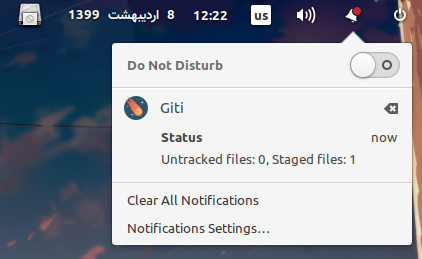 8 اردیبهشت 1399 12:22 us
Do Not Disturb
Giti
Status now
Untracked files: 0, Staged files: 1
Clear All Notifications
Notifications Settings...